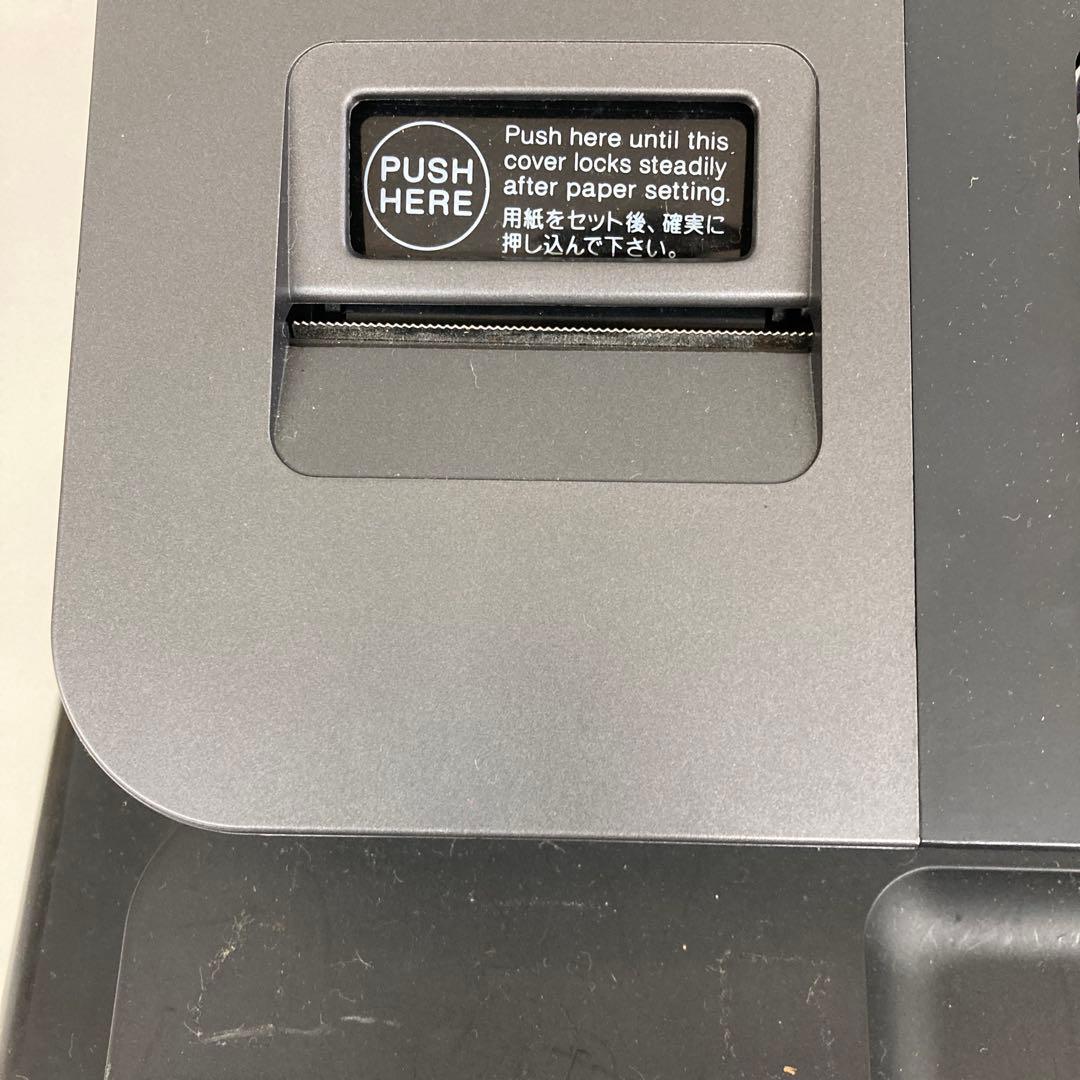 PUSH
HERE
Push here until this
cover locks steadily
after paper setting.
用紙をセット後、確実に
押し込んで下さい。